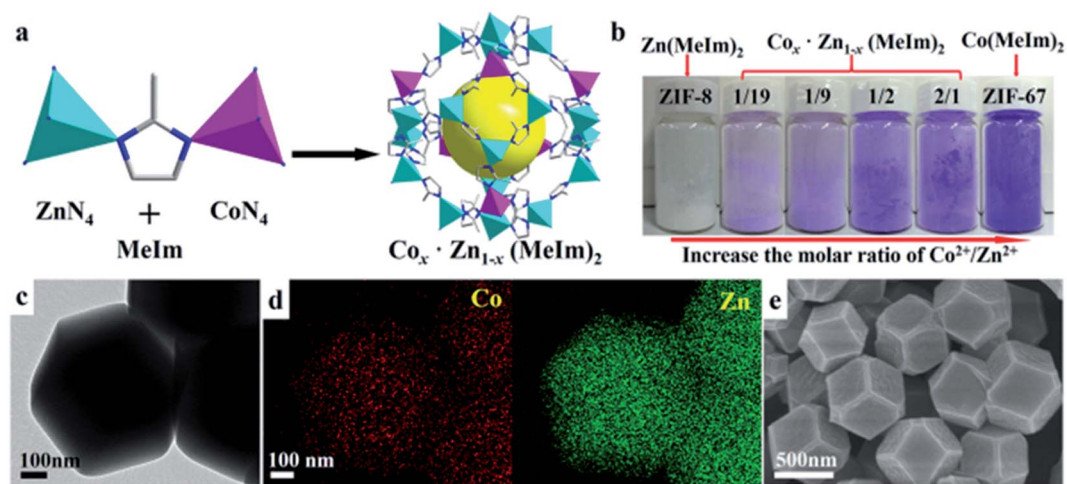 a
ZnN₄ + CoN₄
MeIm
Coₓ · Zn₁₋ₓ (MeIm)₂
b
Zn(MeIm)₂ Coₓ · Zn₁₋ₓ (MeIm)₂ Co(MeIm)₂
ZIF-8 1/19 1/9 1/2 2/1 ZIF-67
Increase the molar ratio of Co²⁺/Zn²⁺
c
100nm
d
Co
Zn
100 nm
e
500nm